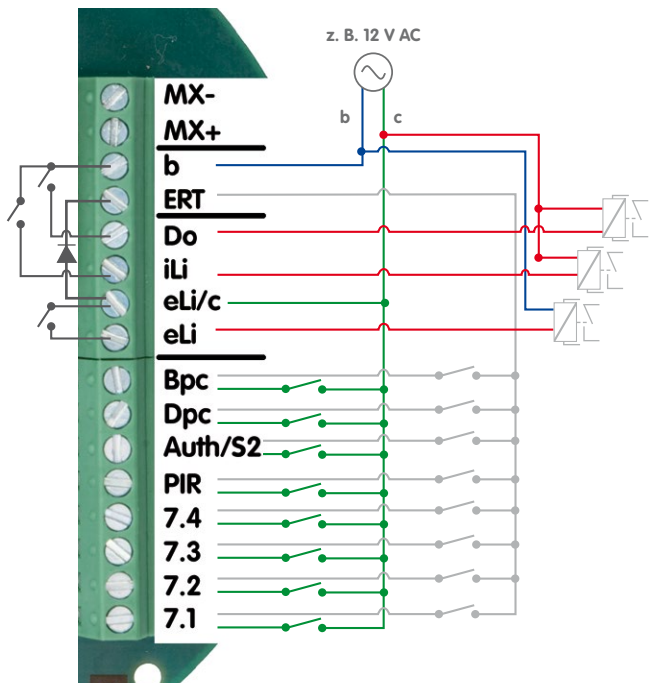 z. B. 12 V AC
b
c
MX-
MX+
b
ERT
Do
iLi
eLi/c
eLi
Bpc
Dpc
Auth/S2
PIR
7.4
7.3
7.2
7.1